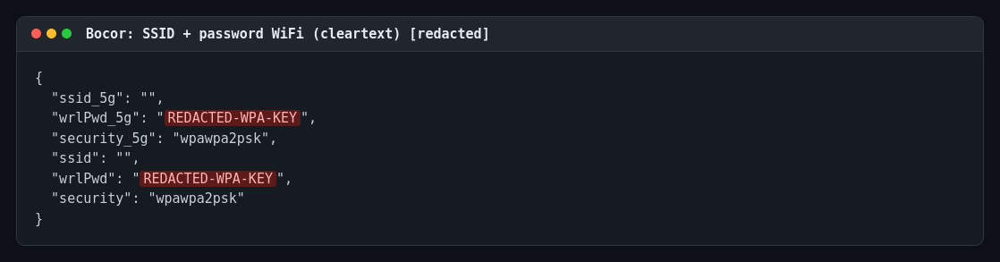 Bocor: SSID + password WiFi (cleartext) [redacted]
{
  "ssid_5g": "",
  "wrlPwd_5g": "REDACTED-WPA-KEY",
  "security_5g": "wpawpa2psk",
  "ssid": "",
  "wrlPwd": "REDACTED-WPA-KEY",
  "security": "wpawpa2psk"
}